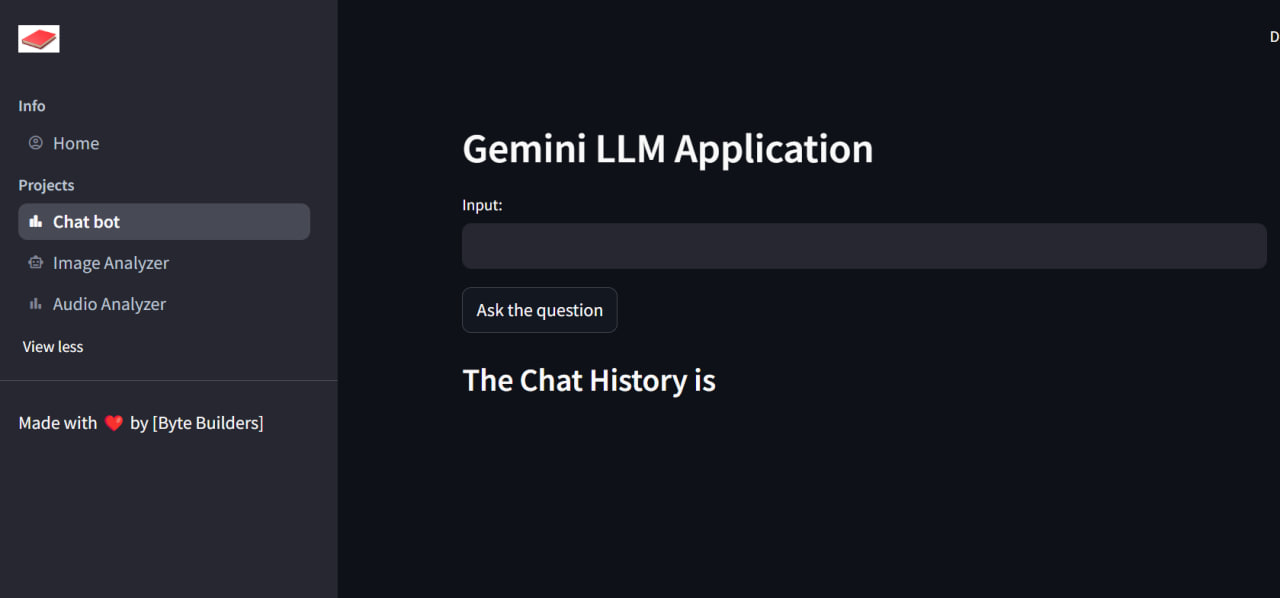 Info
Home
Projects
Chat bot
Image Analyzer
Audio Analyzer
View less
Made with ❤️ by [Byte Builders]
D
Gemini LLM Application
Input:
Ask the question
The Chat History is